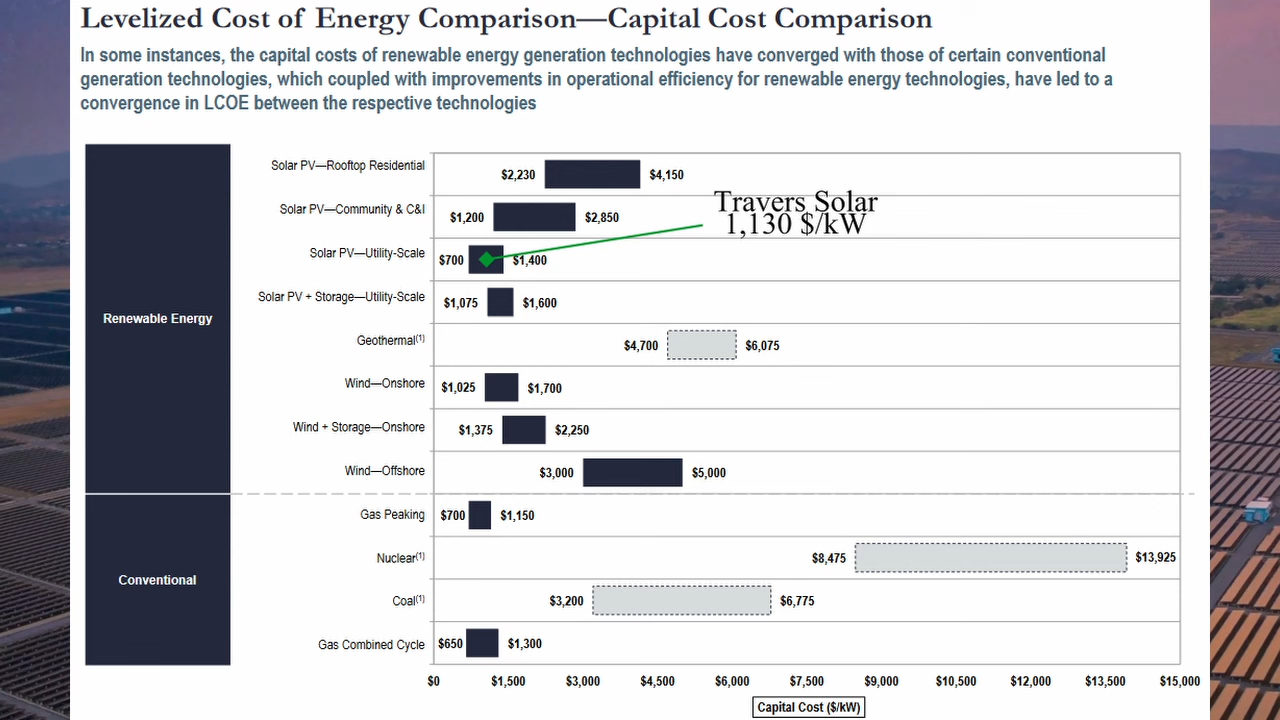 Levelized Cost of Energy Comparison—Capital Cost Comparison
In some instances, the capital costs of renewable energy generation technologies have converged with those of certain conventional
generation technologies, which coupled with improvements in operational efficiency for renewable energy technologies, have led to a
convergence in LCOE between the respective technologies
Renewable Energy
Solar PV—Rooftop Residential $2,230 $4,150
Solar PV—Community & C&I $1,200 $2,850
Travers Solar
1,130 $/kW
Solar PV—Utility-Scale $700 $1,400
Solar PV + Storage—Utility-Scale $1,075 $1,600
Geothermal(1) $4,700 $6,075
Wind—Onshore $1,025 $1,700
Wind + Storage—Onshore $1,375 $2,250
Wind—Offshore $3,000 $5,000
Conventional
Gas Peaking $700 $1,150
Nuclear(1) $8,475 $13,925
Coal(1) $3,200 $6,775
Gas Combined Cycle $650 $1,300
$0 $1,500 $3,000 $4,500 $6,000 $7,500 $9,000 $10,500 $12,000 $13,500 $15,000
Capital Cost ($/kW)